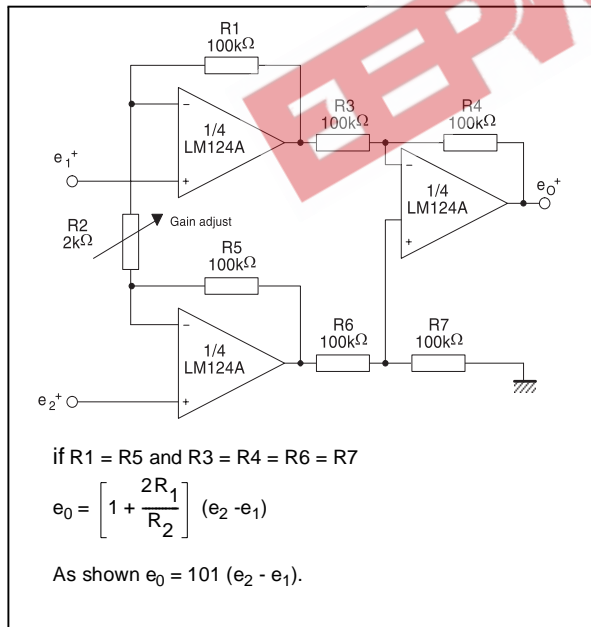 R1
100kΩ
R3
100kΩ
R4
100kΩ
1/4
LM124A
e1+
R2
2kΩ
Gain adjust
R5
100kΩ
1/4
LM124A
eO+
1/4
LM124A
R6
100kΩ
R7
100kΩ
e2+
if R1 = R5 and R3 = R4 = R6 = R7
e0 = [1 + 2R1/R2] (e2 -e1)
As shown e0 = 101 (e2 - e1).